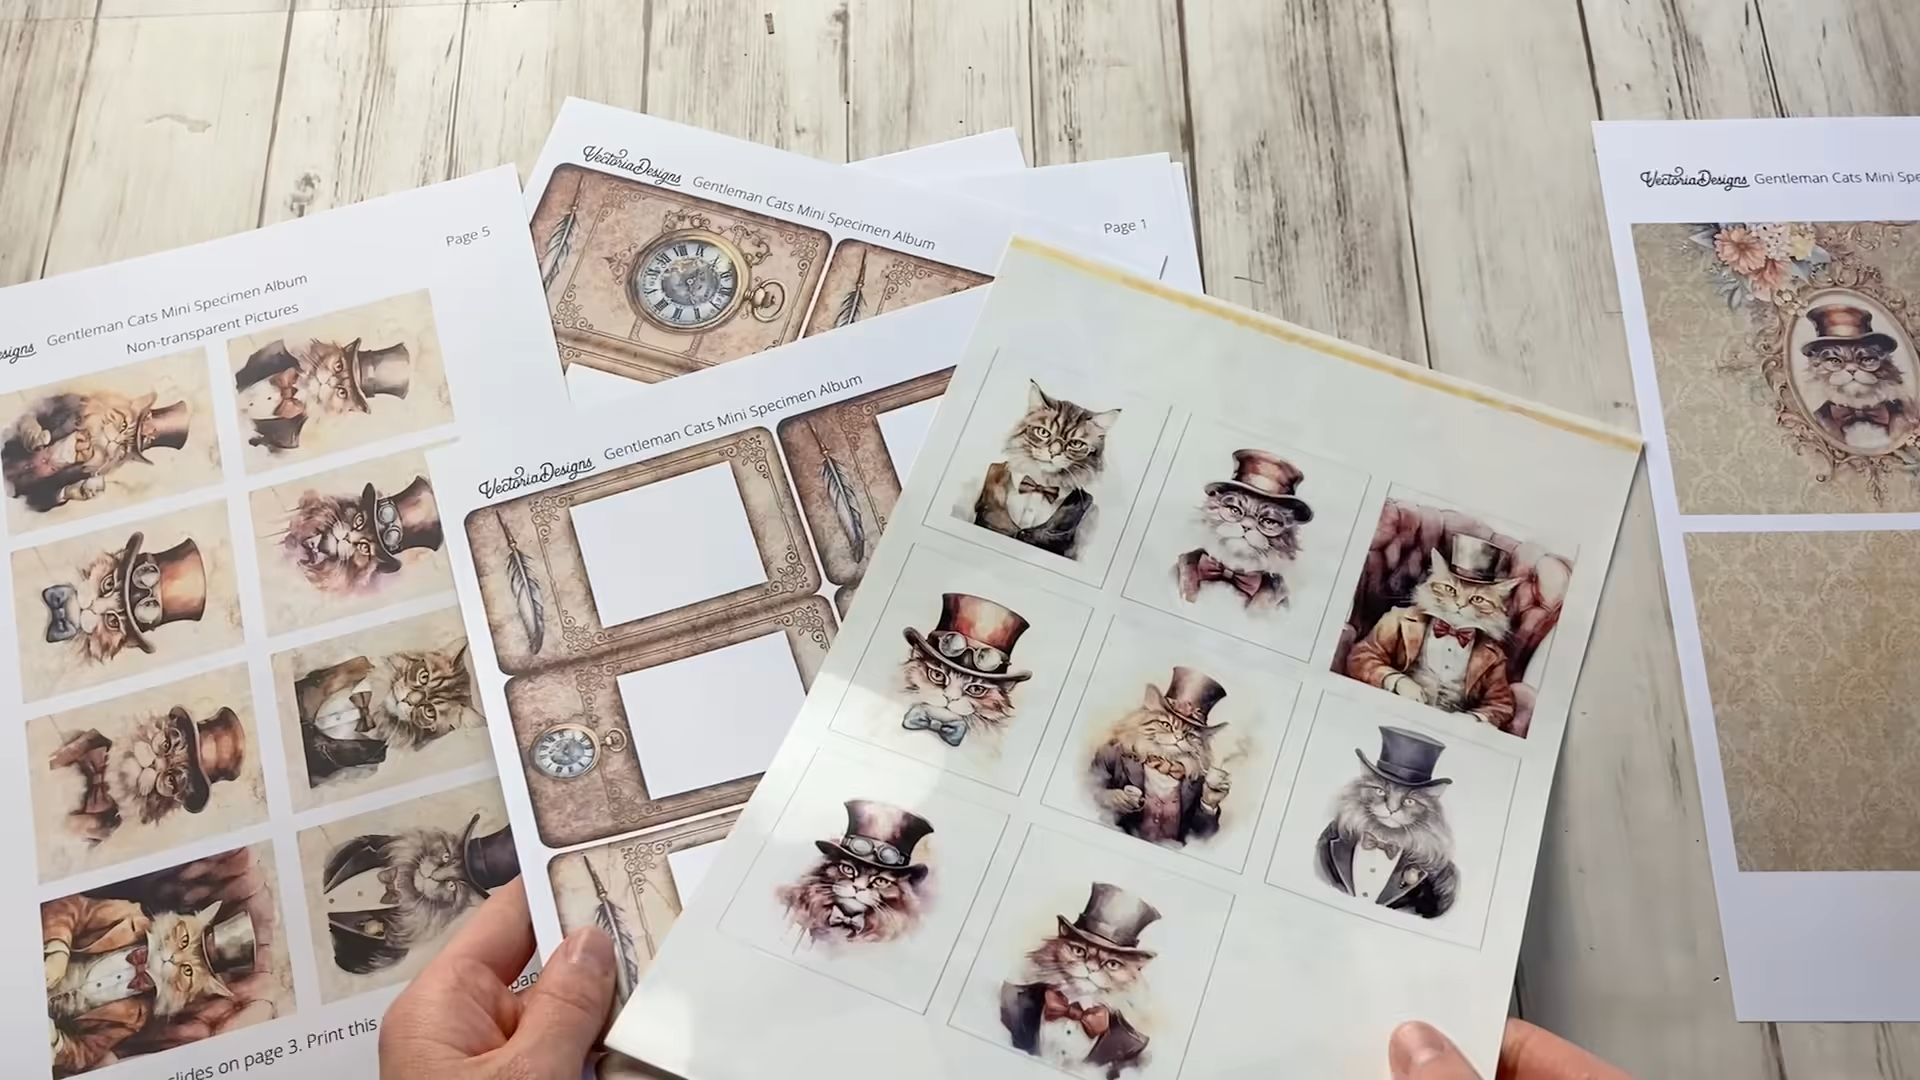 Page 5
Gentleman Cats Mini Specimen Album
Non-transparent Pictures
slides on page 3. Print this
VectoriaDesigns Gentleman Cats Mini Specimen Album
Page 1
VectoriaDesigns Gentleman Cats Mini Specimen Album
VectoriaDesigns Gentleman Cats Mini Spe